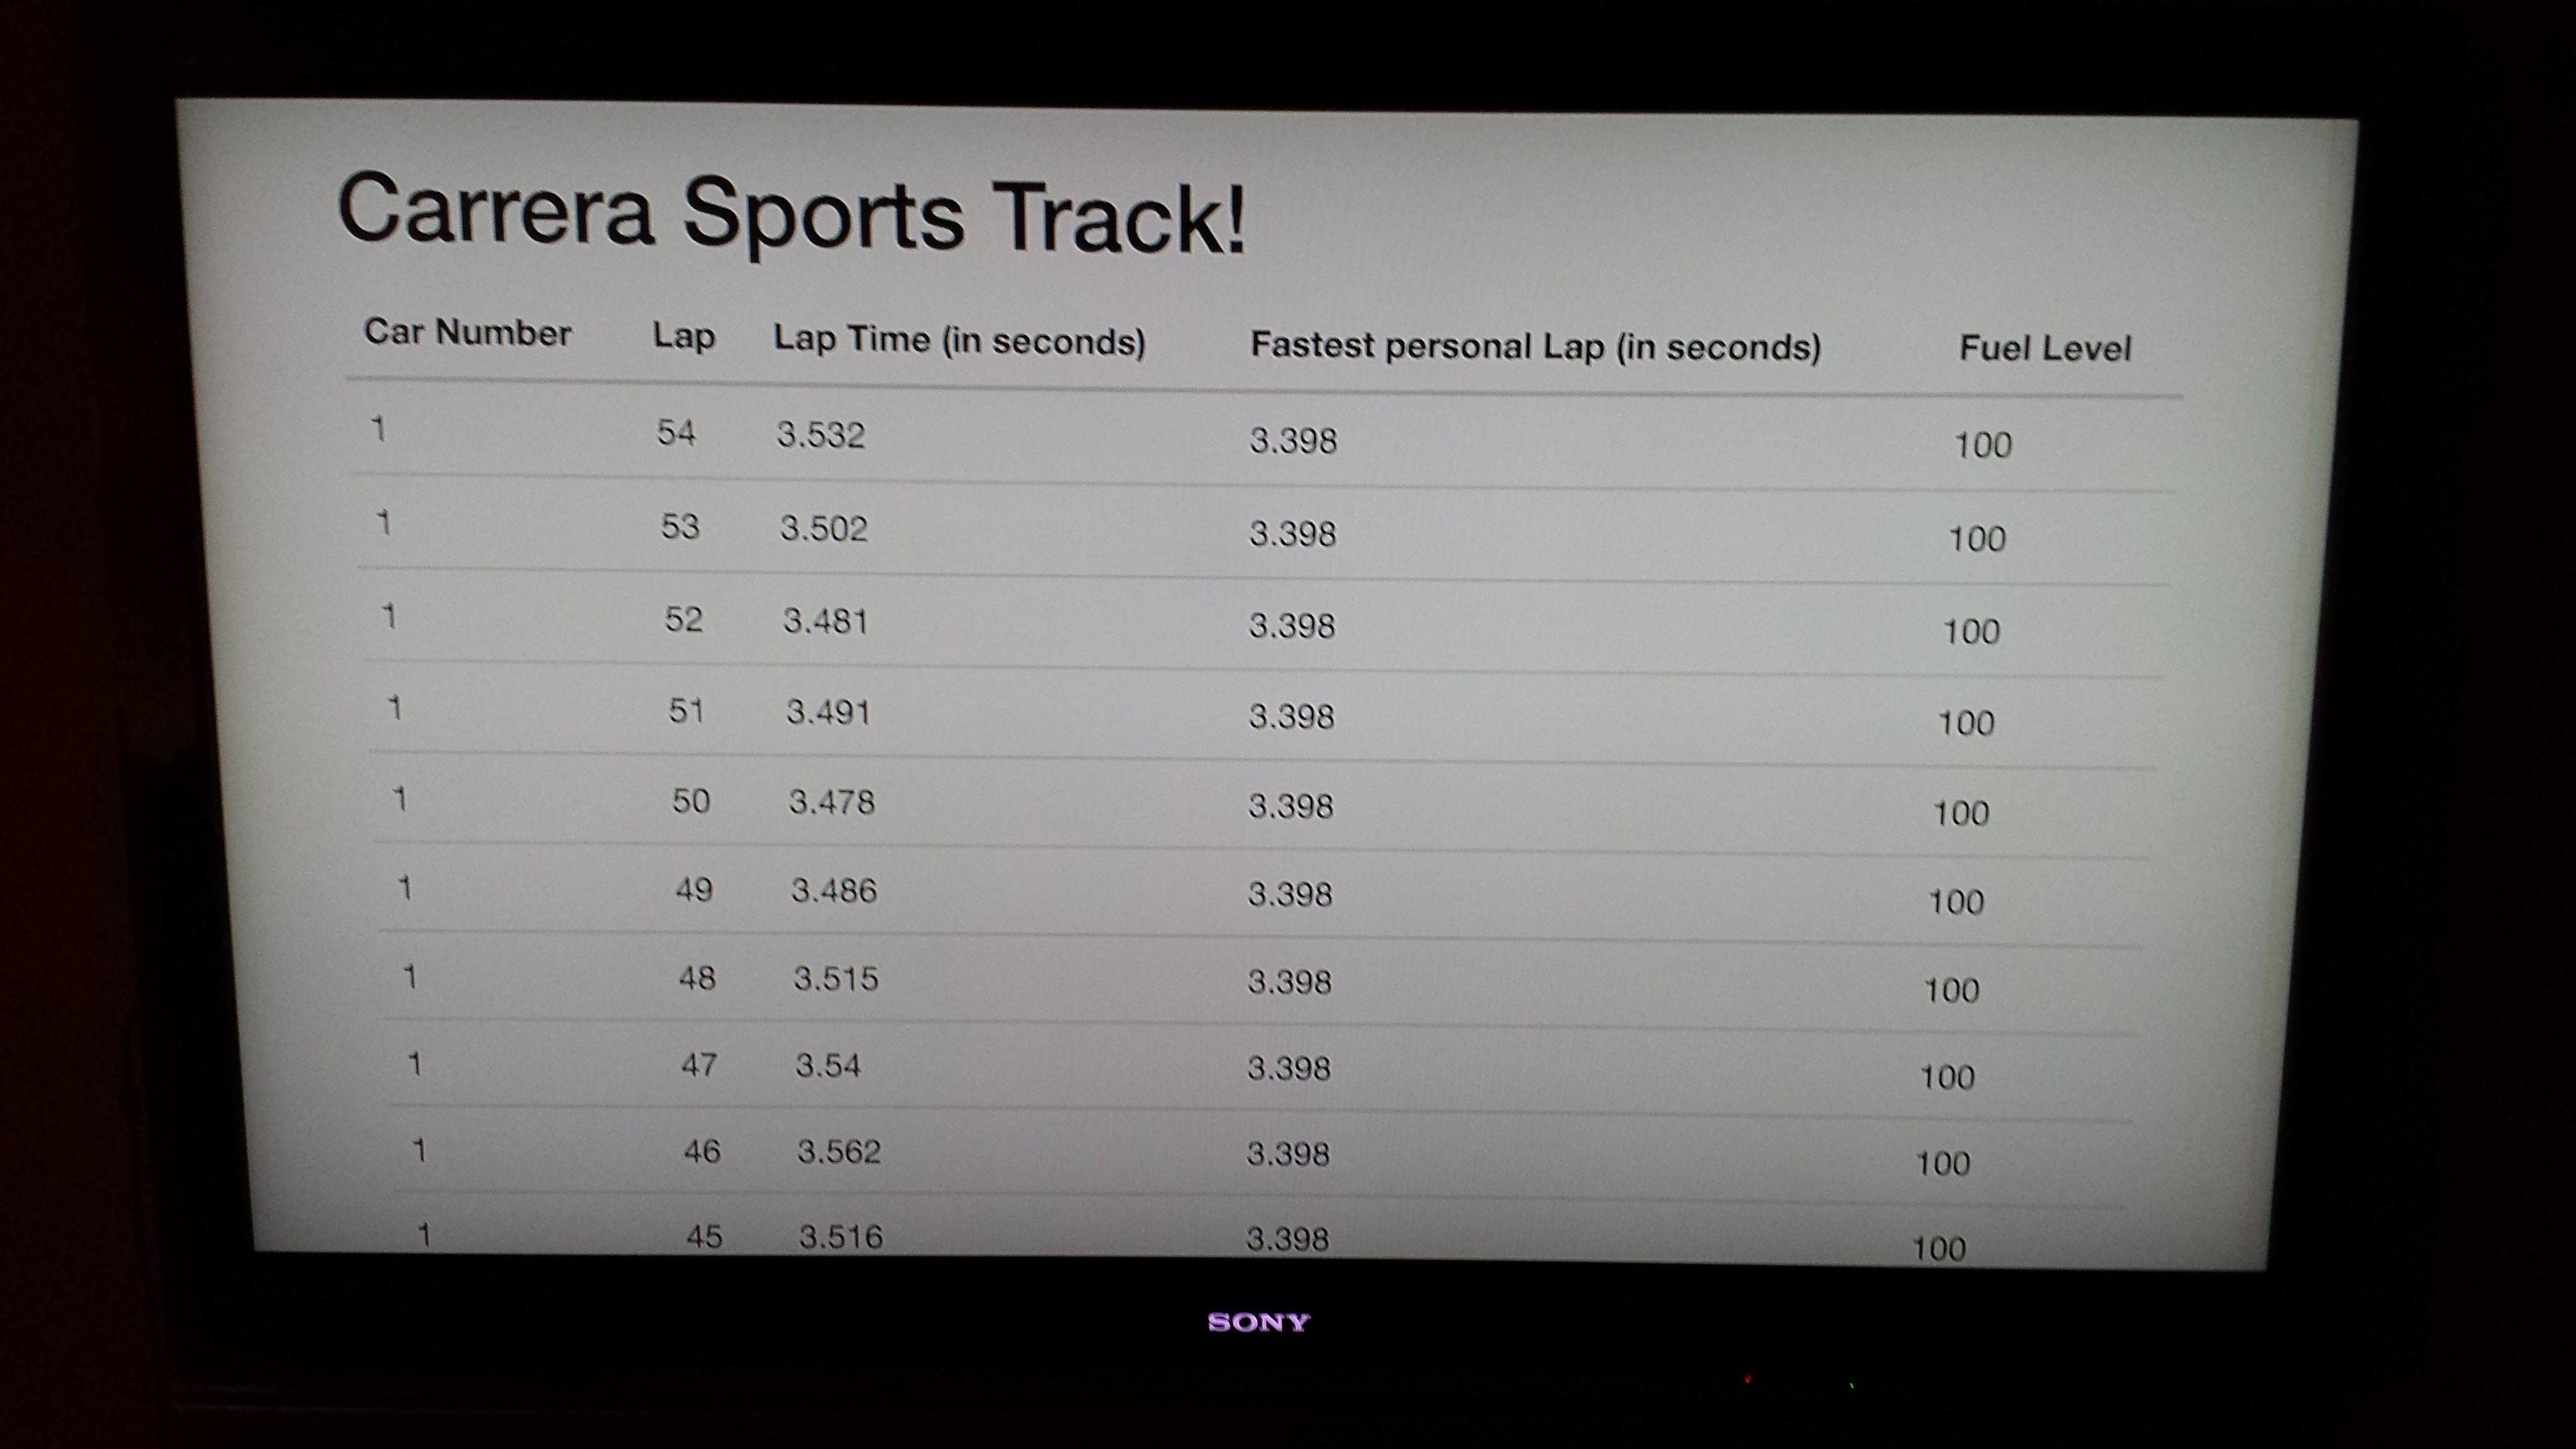 Carrera Sports Track!
Car Number Lap Lap Time (in seconds) Fastest personal Lap (in seconds) Fuel Level
1 54 3.532 3.398 100
1 53 3.502 3.398 100
1 52 3.481 3.398 100
1 51 3.491 3.398 100
1 50 3.478 3.398 100
1 49 3.486 3.398 100
1 48 3.515 3.398 100
1 47 3.54 3.398 100
1 46 3.562 3.398 100
1 45 3.516 3.398 100
SONY